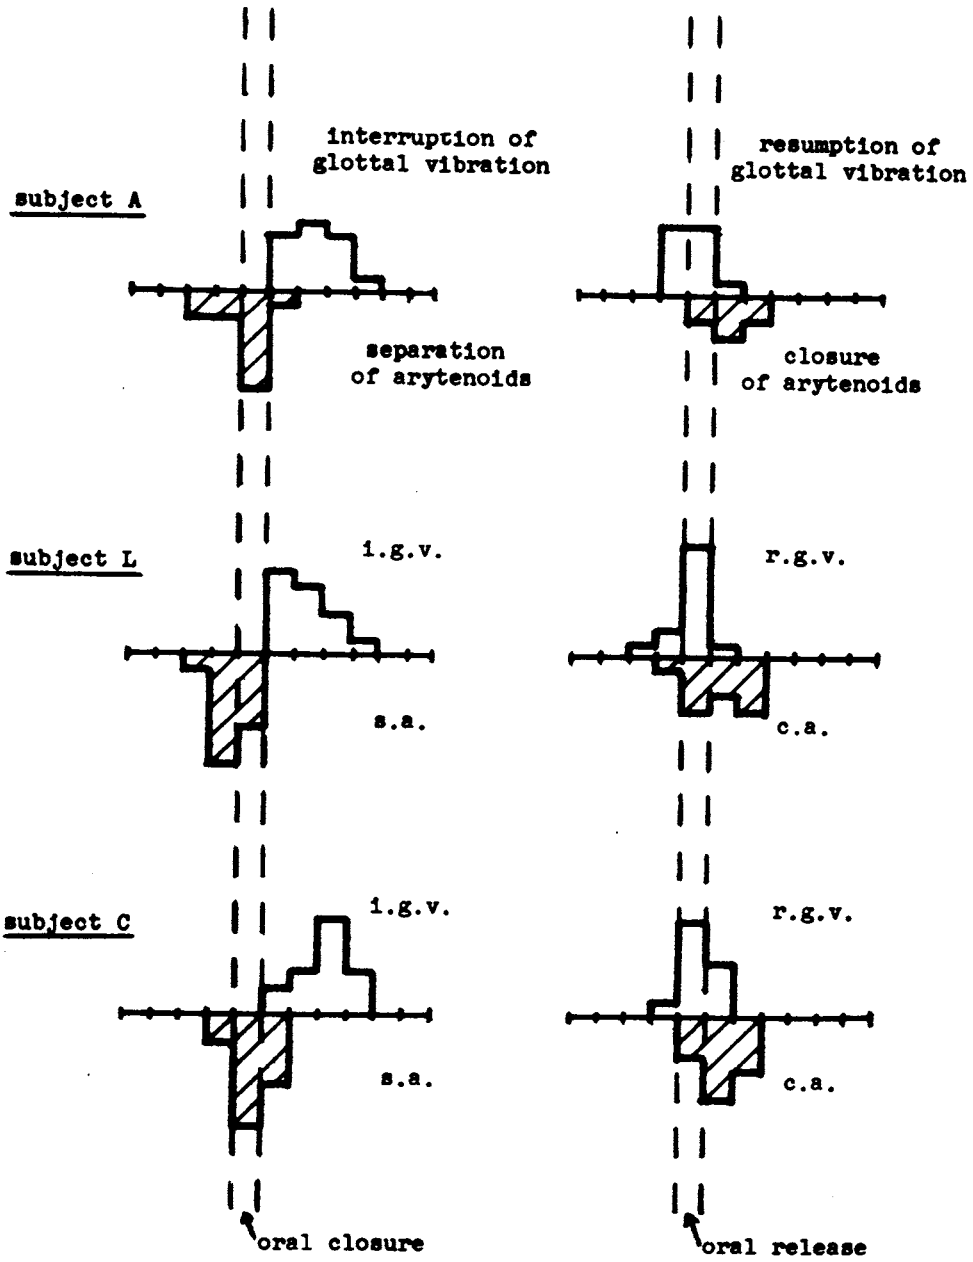 interruption of
glottal vibration
resumption of
glottal vibration
subject A
separation
of arytenoids
closure
of arytenoids
subject L
i.g.v.
r.g.v.
s.a.
c.a.
subject C
i.g.v.
r.g.v.
s.a.
c.a.
oral closure
oral release